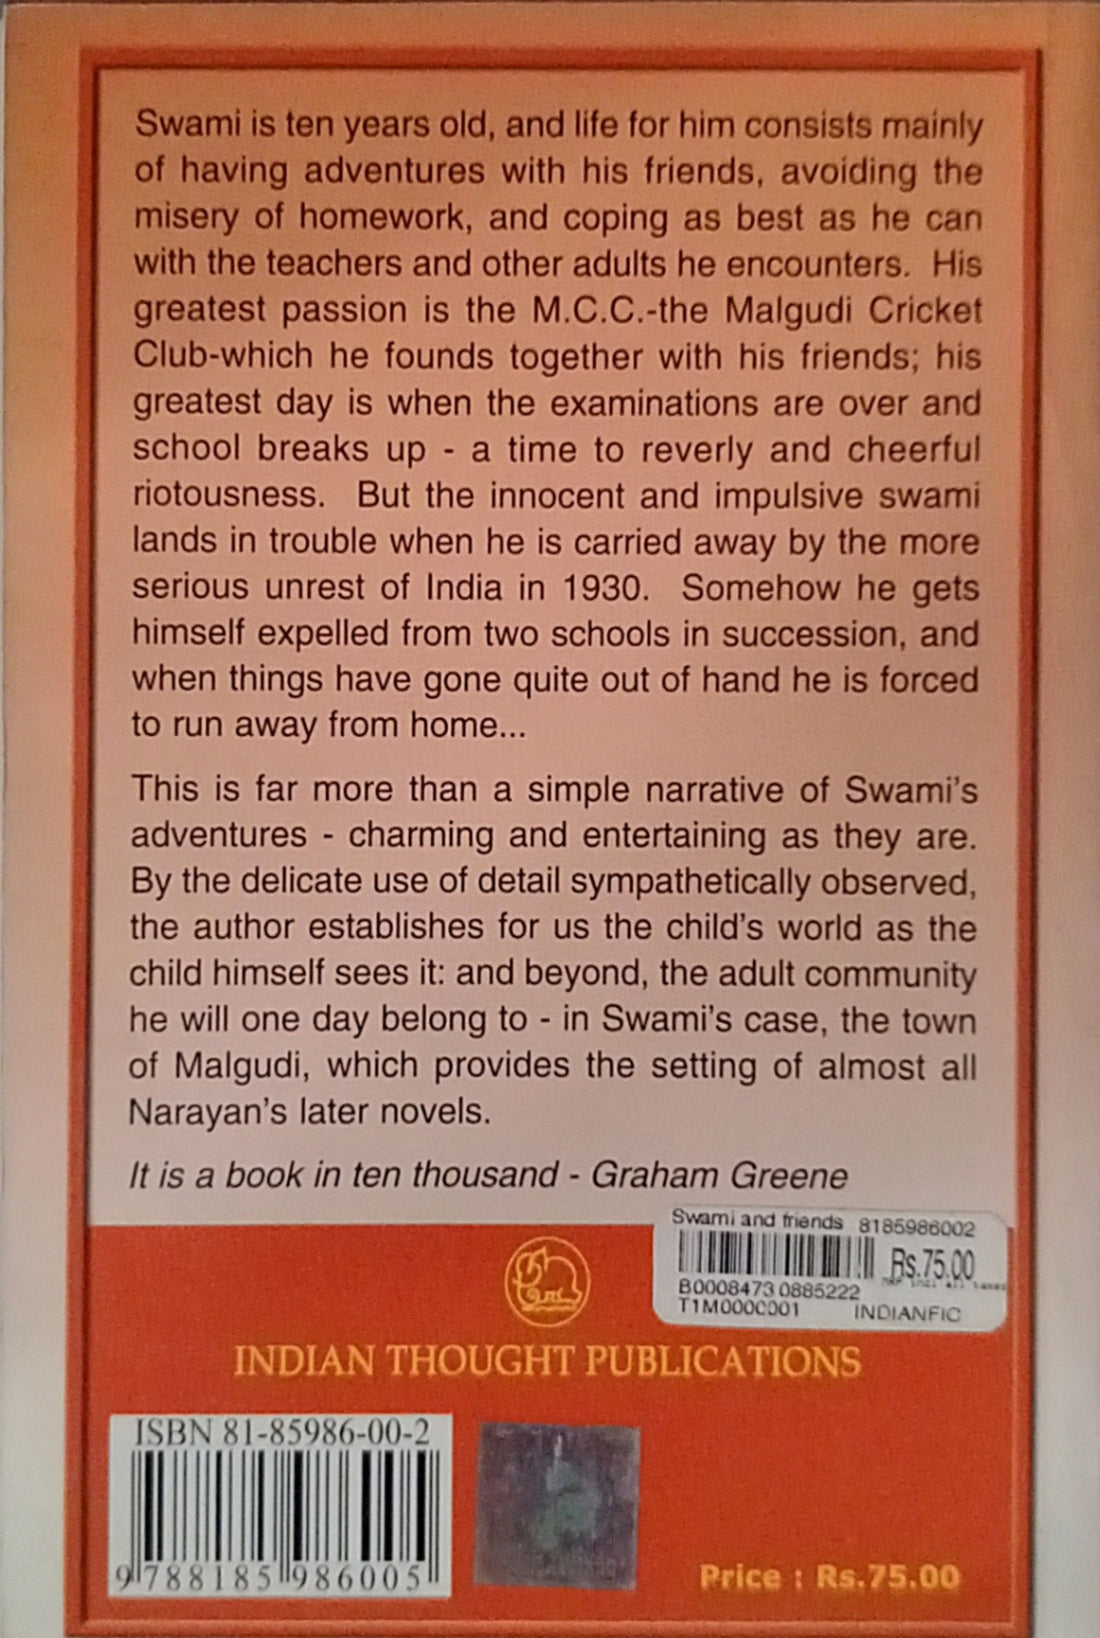 Swami is ten years old, and life for him consists mainly
of having adventures with his friends, avoiding the
misery of homework, and coping as best as he can
with the teachers and other adults he encounters. His
greatest passion is the M.C.C.-the Malgudi Cricket
Club-which he founds together with his friends; his
greatest day is when the examinations are over and
school breaks up - a time to reverly and cheerful
riotousness. But the innocent and impulsive swami
lands in trouble when he is carried away by the more
serious unrest of India in 1930. Somehow he gets
himself expelled from two schools in succession, and
when things have gone quite out of hand he is forced
to run away from home...
This is far more than a simple narrative of Swami's
adventures - charming and entertaining as they are.
By the delicate use of detail sympathetically observed,
the author establishes for us the child's world as the
child himself sees it: and beyond, the adult community
he will one day belong to - in Swami's case, the town
of Malgudi, which provides the setting of almost all
Narayan's later novels.
It is a book in ten thousand - Graham Greene
Swami and friends 8185986002
Rs.75.00
B0008473 0885222
T1M0000001 INDIANFIC
INDIAN THOUGHT PUBLICATIONS
ISBN 81-85986-00-2
9 788185 986005
Price : Rs.75.00